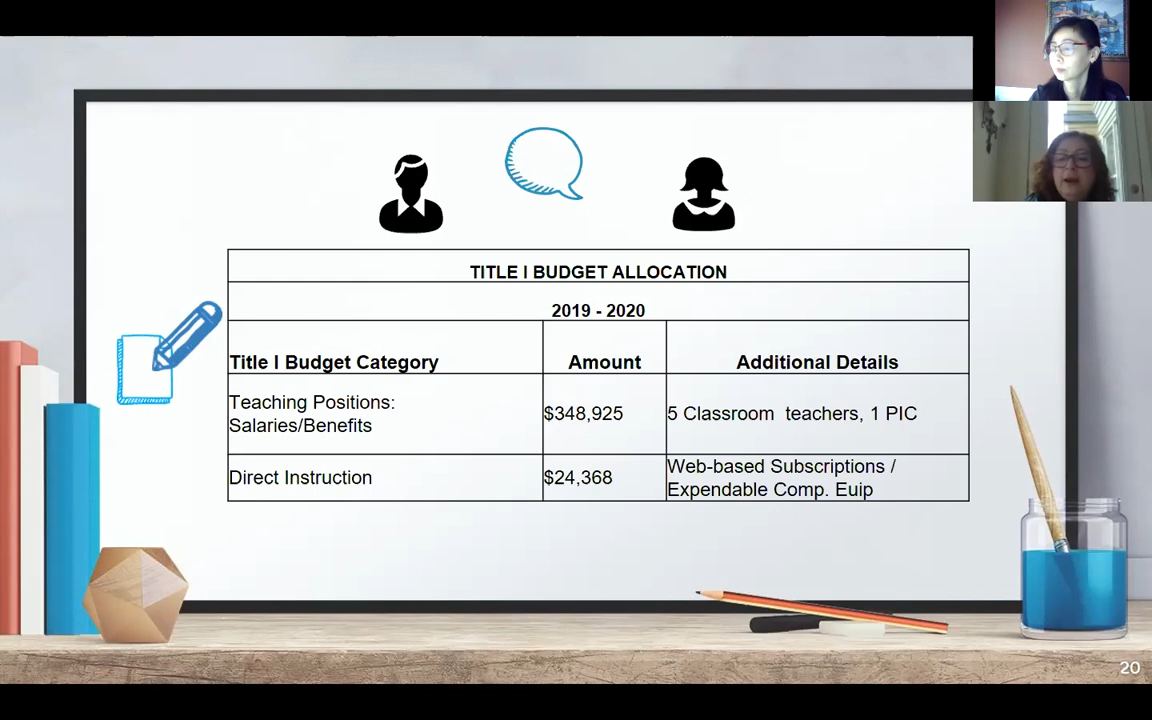 TITLE I BUDGET ALLOCATION
2019 - 2020
Title I Budget Category Amount Additional Details
Teaching Positions:
Salaries/Benefits
$348,925
5 Classroom teachers, 1 PIC
Direct Instruction
$24,368
Web-based Subscriptions /
Expendable Comp. Euip
20